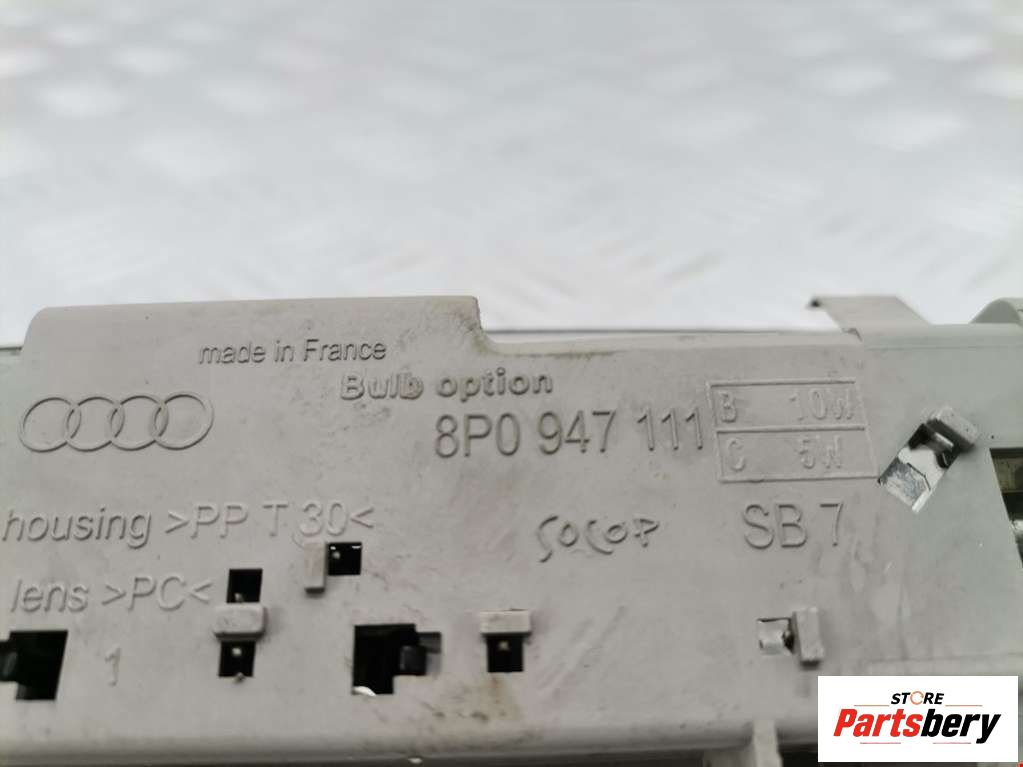 made in France
Bulb option
8P0 947 111
B 10W
C 5W
housing >PP T 30<
SOCOP
SB 7
lens >PC<
1
STORE
Partsbery